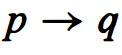 p → q